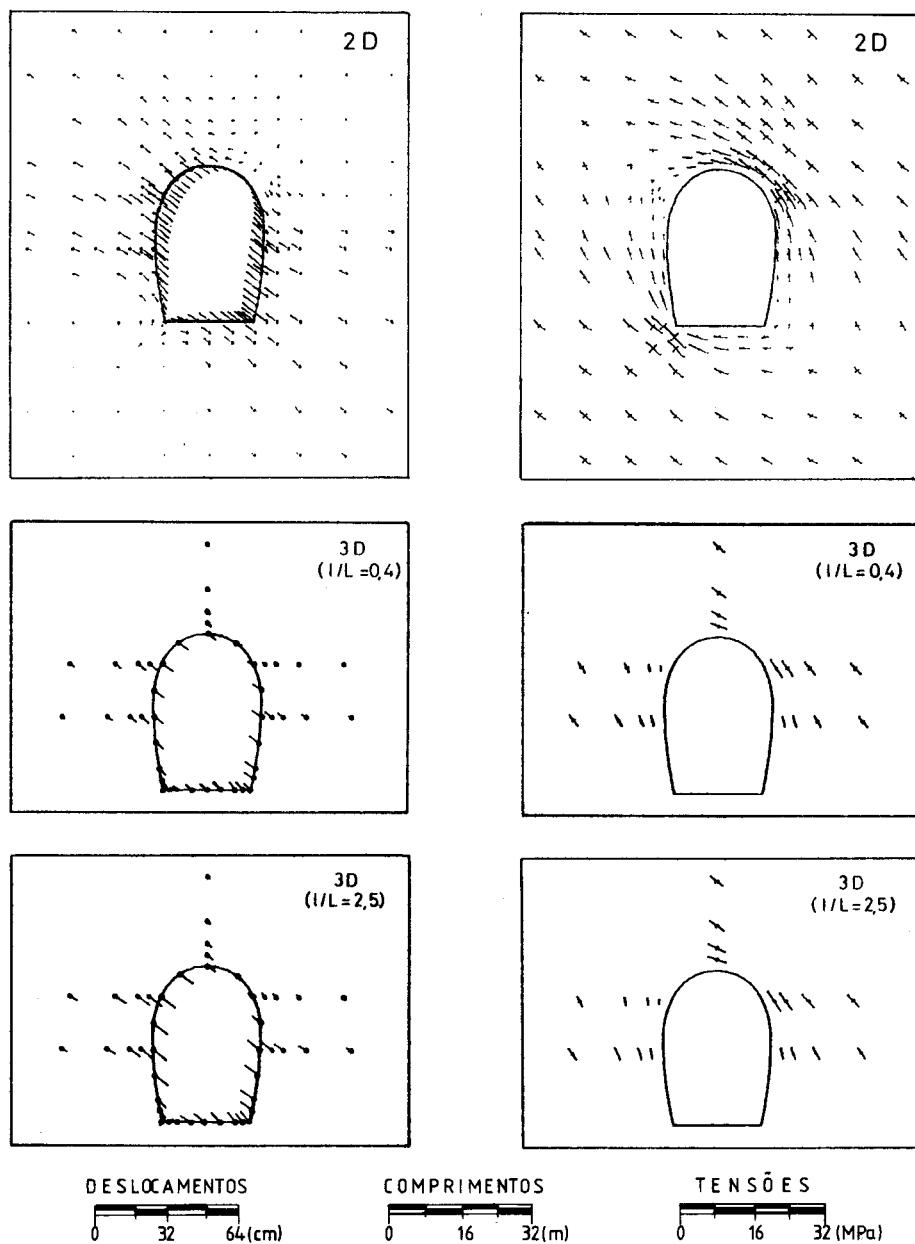 2D
2D
3D
(l/L=0,4)
3D
(l/L=0,4)
3D
(l/L=2,5)
3D
(l/L=2,5)
DESLOCAMENTOS
0 32 64 (cm)
COMPRIMENTOS
0 16 32 (m)
TENSÕES
0 16 32 (MPa)